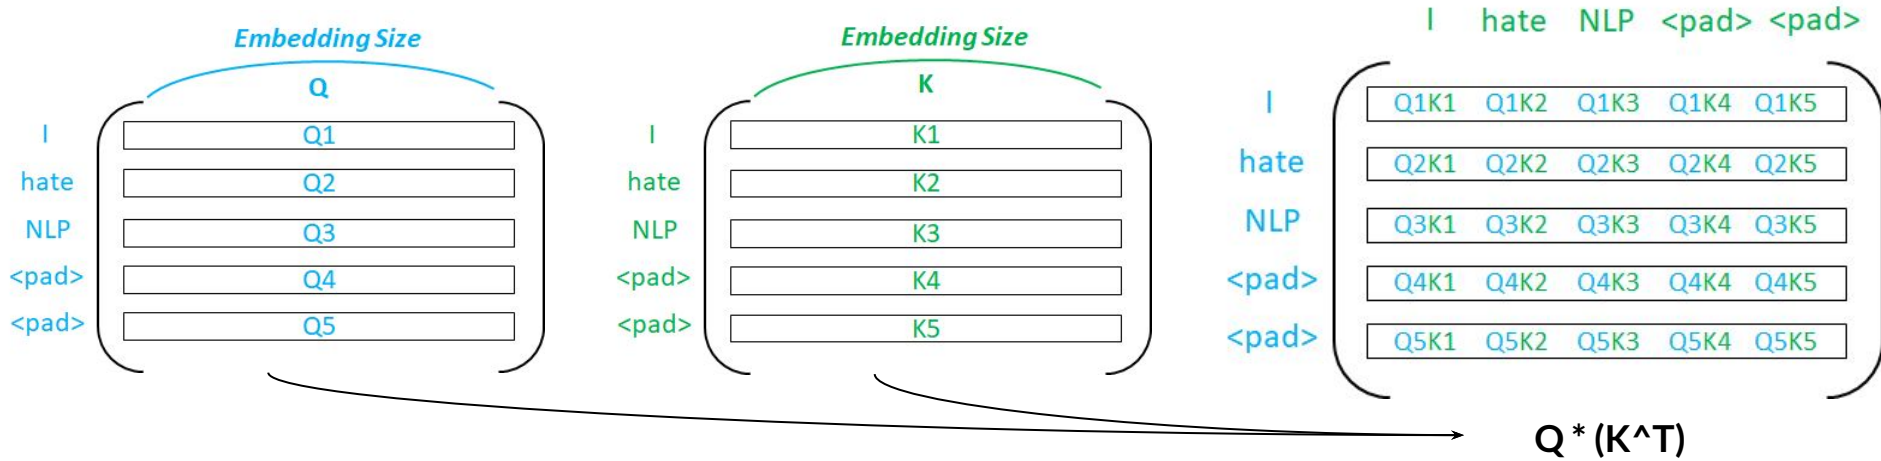 Embedding Size
Q
I Q1
hate Q2
NLP Q3
<pad> Q4
<pad> Q5
Embedding Size
K
I K1
hate K2
NLP K3
<pad> K4
<pad> K5
I hate NLP <pad> <pad>
I Q1K1 Q1K2 Q1K3 Q1K4 Q1K5
hate Q2K1 Q2K2 Q2K3 Q2K4 Q2K5
NLP Q3K1 Q3K2 Q3K3 Q3K4 Q3K5
<pad> Q4K1 Q4K2 Q4K3 Q4K4 Q4K5
<pad> Q5K1 Q5K2 Q5K3 Q5K4 Q5K5
Q * (K^T)